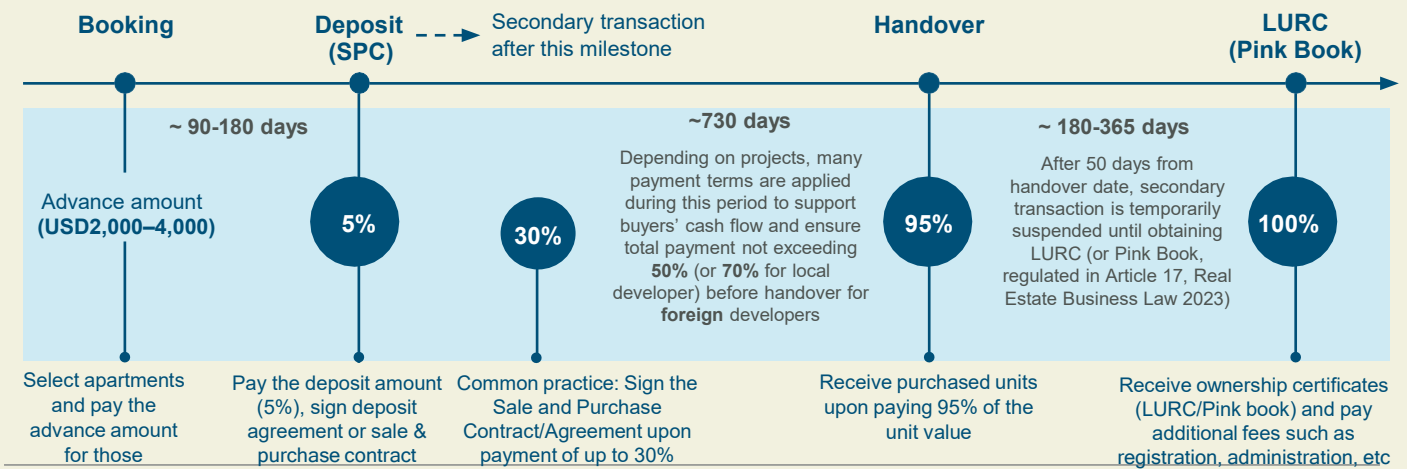 Booking
Deposit
(SPC)
Secondary transaction
after this milestone
Handover
LURC
(Pink Book)
~ 90-180 days
~730 days
~ 180-365 days
Advance amount
(USD2,000–4,000)
5%
30%
Depending on projects, many
payment terms are applied
during this period to support
buyers’ cash flow and ensure
total payment not exceeding
50% (or 70% for local
developer) before handover for
foreign developers
95%
After 50 days from
handover date, secondary
transaction is temporarily
suspended until obtaining
LURC (or Pink Book,
regulated in Article 17, Real
Estate Business Law 2023)
100%
Select apartments
and pay the
advance amount
for those
Pay the deposit amount
(5%), sign deposit
agreement or sale &
purchase contract
Common practice: Sign the
Sale and Purchase
Contract/Agreement upon
payment of up to 30%
Receive purchased units
upon paying 95% of the
unit value
Receive ownership certificates
(LURC/Pink book) and pay
additional fees such as
registration, administration, etc